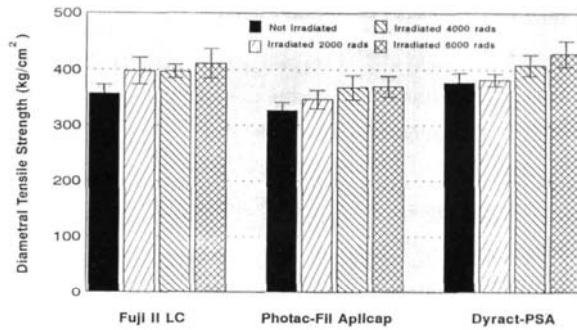 500
400
300
200
100
0
Diametral Tensile Strength (kg/cm²)
Not Irradiated
Irradiated 2000 rads
Irradiated 4000 rads
Irradiated 6000 rads
Fuji II LC
Photac-Fil Aplicap
Dyract-PSA